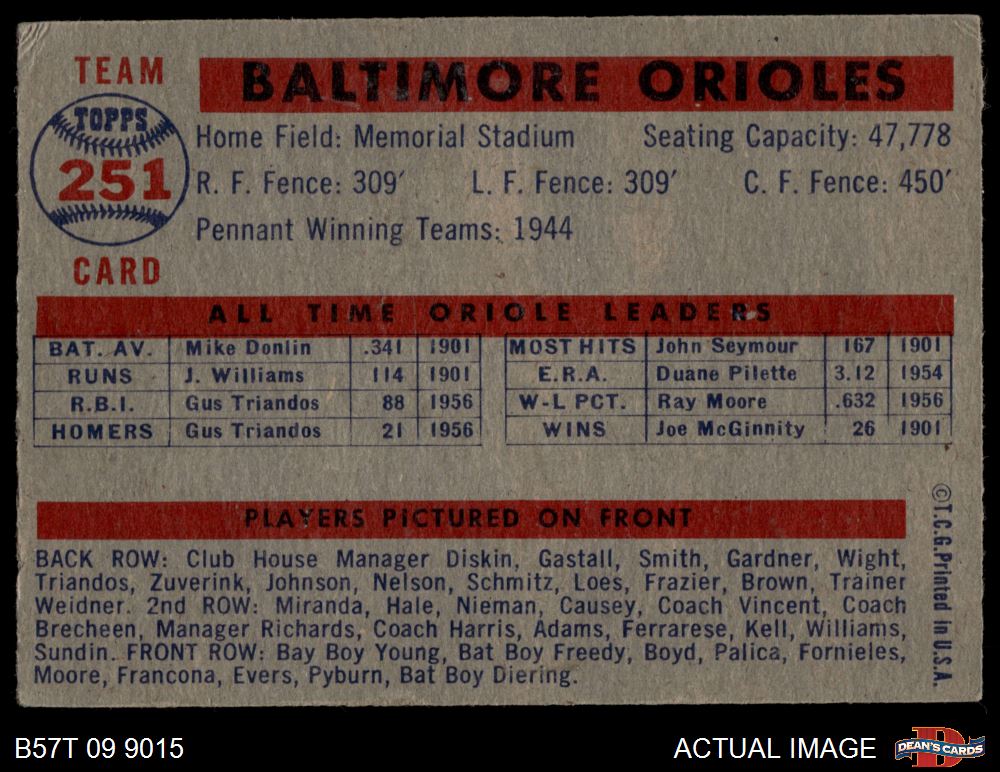 TEAM
TOPPS
251
CARD
BALTIMORE ORIOLES
Home Field: Memorial Stadium Seating Capacity: 47,778
R. F. Fence: 309′ L. F. Fence: 309′ C. F. Fence: 450′
Pennant Winning Teams: 1944
ALL TIME ORIOLE LEADERS
BAT. AV. Mike Donlin .341 1901 MOST HITS John Seymour 167 1901
RUNS J. Williams 114 1901 E.R.A. Duane Pilette 3.12 1954
R.B.I. Gus Triandos 88 1956 W-L PCT. Ray Moore .632 1956
HOMERS Gus Triandos 21 1956 WINS Joe McGinnity 26 1901
PLAYERS PICTURED ON FRONT
BACK ROW: Club House Manager Diskin, Gastall, Smith, Gardner, Wight,
Triandos, Zuverink, Johnson, Nelson, Schmitz, Loes, Frazier, Brown, Trainer
Weidner. 2nd ROW: Miranda, Hale, Nieman, Causey, Coach Vincent, Coach
Brecheen, Manager Richards, Coach Harris, Adams, Ferrarese, Kell, Williams,
Sundin. FRONT ROW: Bay Boy Young, Bat Boy Freedy, Boyd, Palica, Fornieles,
Moore, Francona, Evers, Pyburn, Bat Boy Diering.
©T.C.G.Printed in U.S.A.
B57T 09 9015 ACTUAL IMAGE
DEAN'S CARDS